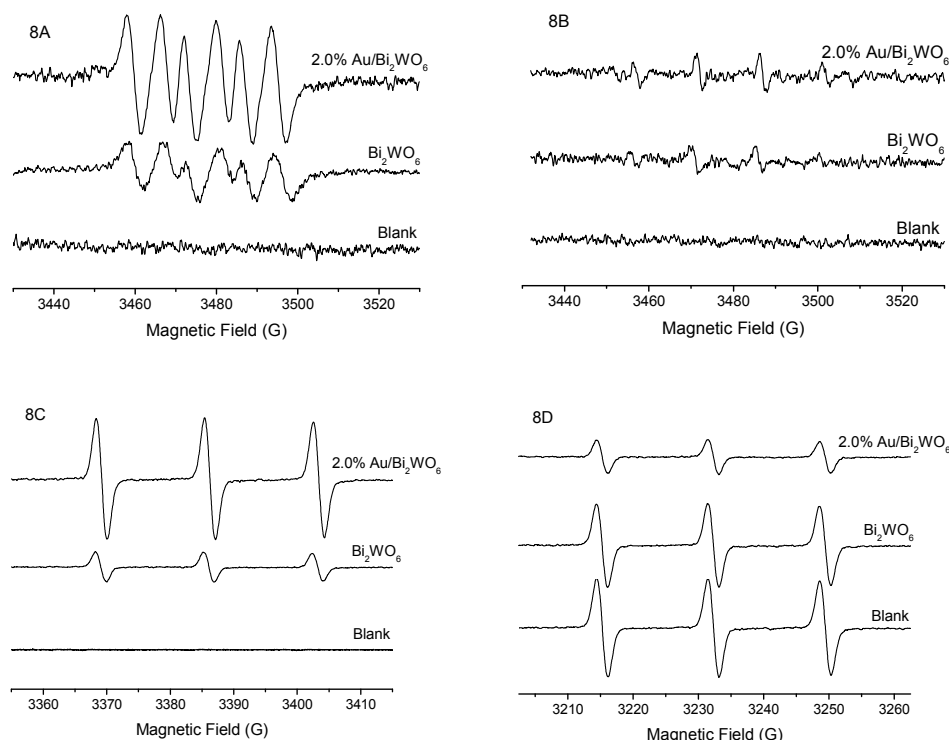 8A
2.0% Au/Bi₂WO₆
Bi₂WO₆
Blank
3440 3460 3480 3500 3520
Magnetic Field (G)
8B
2.0% Au/Bi₂WO₆
Bi₂WO₆
Blank
3440 3460 3480 3500 3520
Magnetic Field (G)
8C
2.0% Au/Bi₂WO₆
Bi₂WO₆
Blank
3360 3370 3380 3390 3400 3410
Magnetic Field (G)
8D
2.0% Au/Bi₂WO₆
Bi₂WO₆
Blank
3210 3220 3230 3240 3250 3260
Magnetic Field (G)